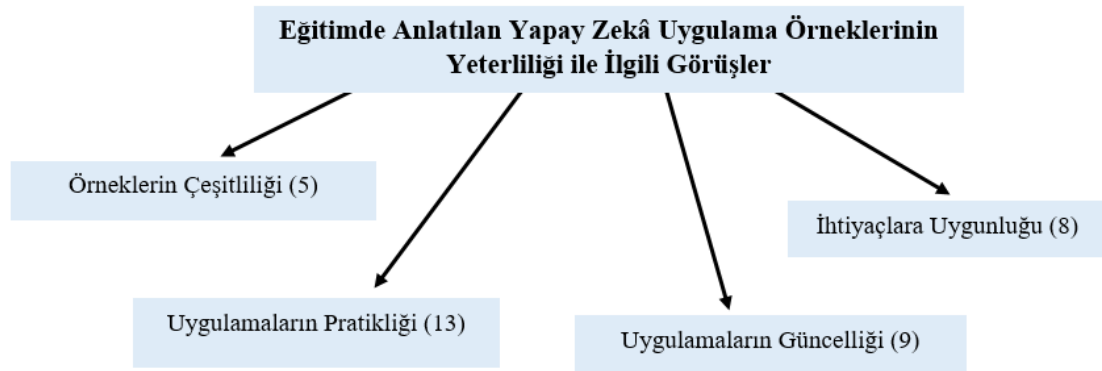 Eğitimde Anlatılan Yapay Zekâ Uygulama Örneklerinin
Yeterliliği ile İlgili Görüşler
Örneklerin Çeşitliliği (5)
İhtiyaçlara Uygunluğu (8)
Uygulamaların Pratikliği (13)
Uygulamaların Güncelliği (9)